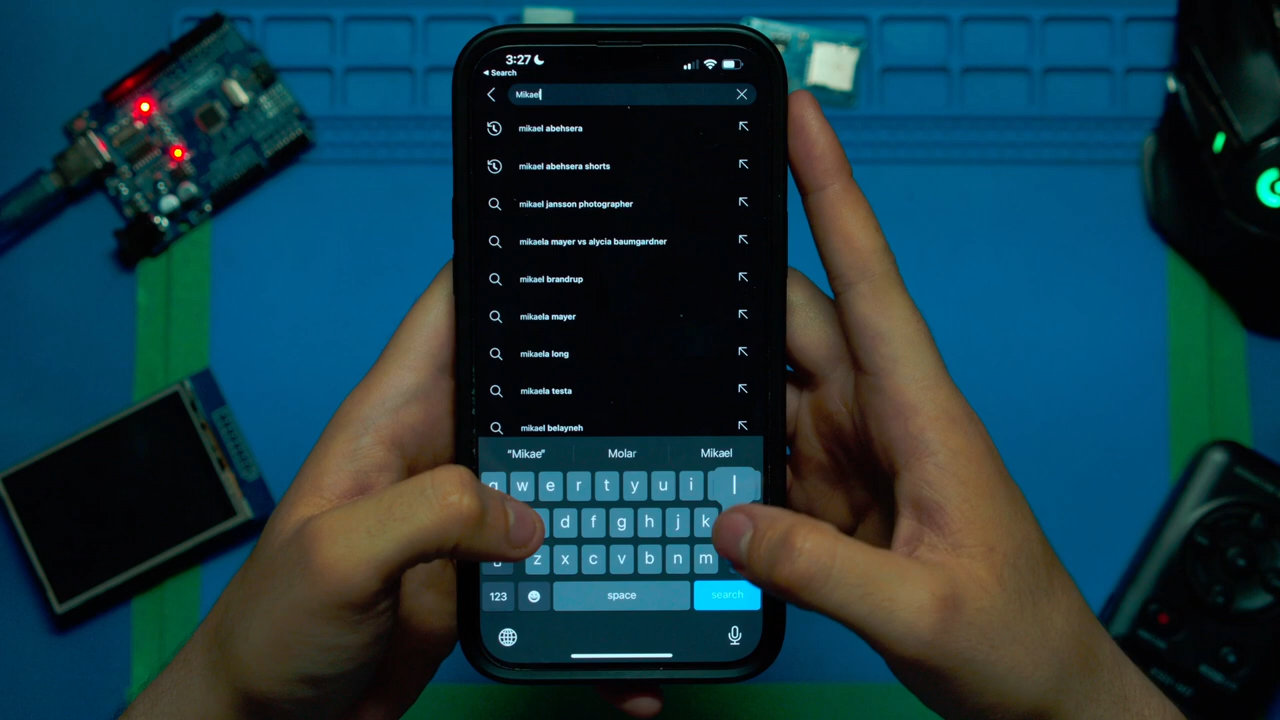 3:27
Search
Mikael
mikael abehsera
mikael abehsera shorts
mikael jansson photographer
mikaela mayer vs alycia baumgardner
mikael brandrup
mikaela mayer
mikaela long
mikaela testa
mikael belayneh
“Mikae” Molar Mikael
q w e r t y u i l
d f g h j k
z x c v b n m
123 space search